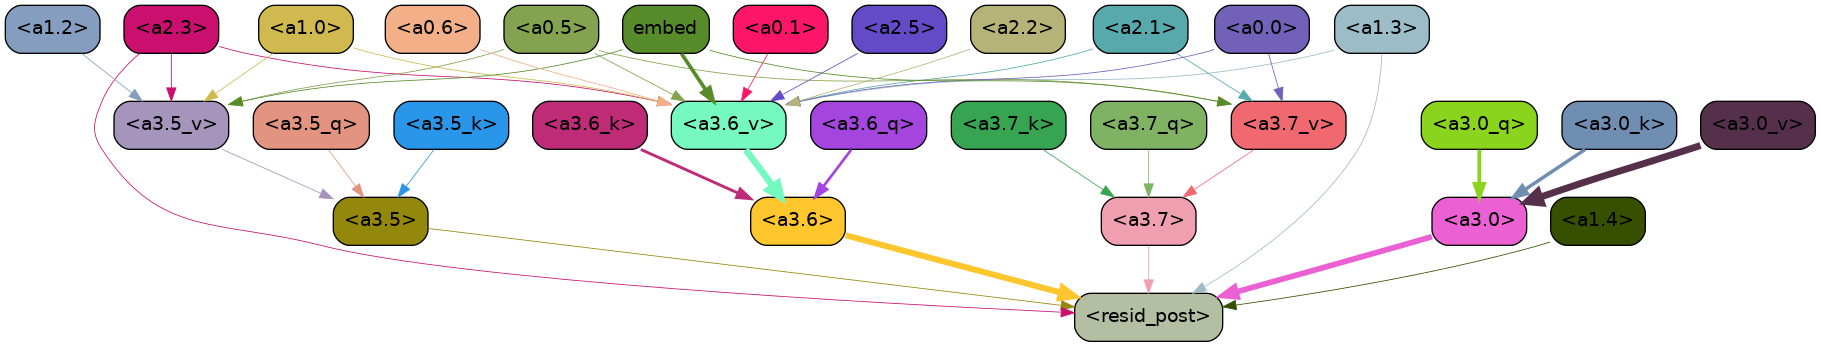 <a1.2> <a2.3> <a1.0> <a0.6> <a0.5> embed <a0.1> <a2.5> <a2.2> <a2.1> <a0.0> <a1.3>
<a3.5_v> <a3.5_q> <a3.5_k> <a3.6_k> <a3.6_v> <a3.6_q> <a3.7_k> <a3.7_q> <a3.7_v> <a3.0_q> <a3.0_k> <a3.0_v>
<a3.5> <a3.6> <a3.7> <a3.0> <a1.4>
<resid_post>